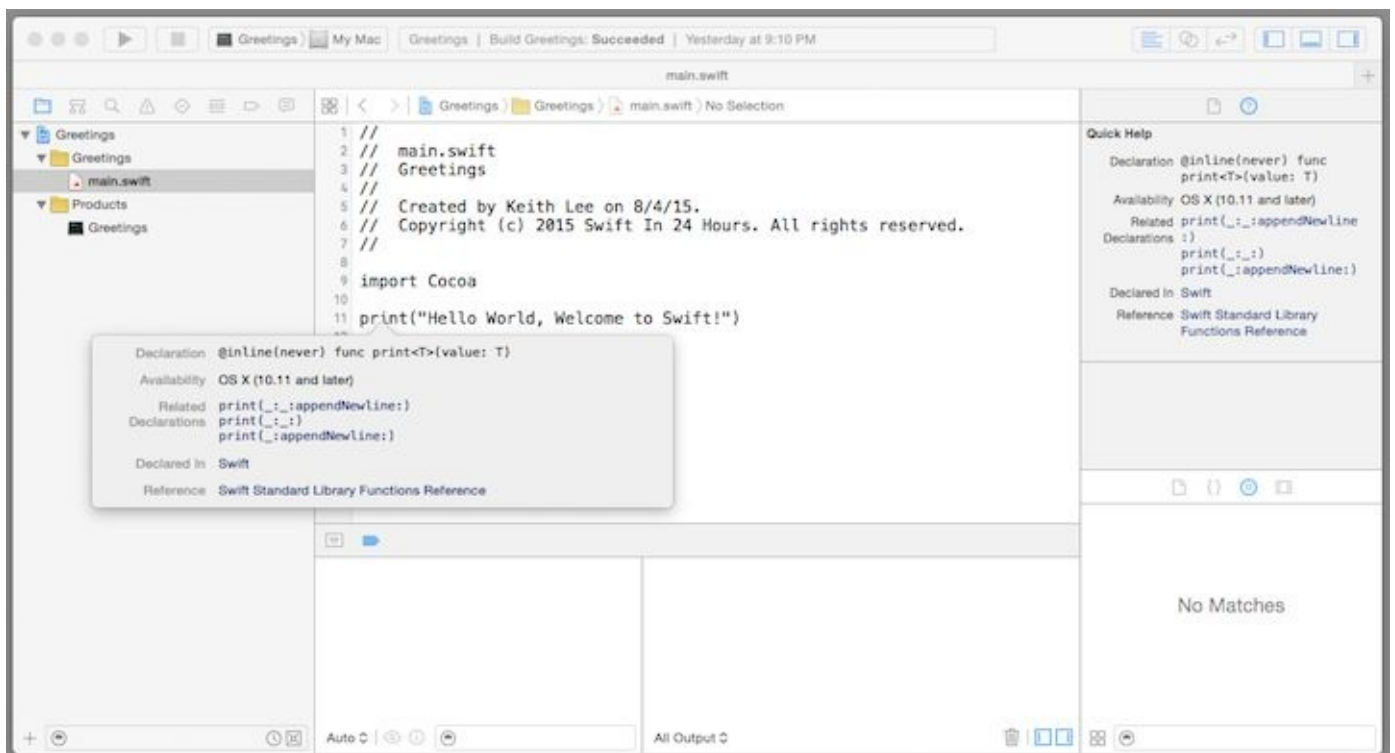 Greetings My Mac Greetings | Build Greetings: Succeeded | Yesterday at 9:10 PM
main.swift
Greetings Greetings main.swift No Selection
Greetings
Greetings
main.swift
Products
Greetings
1 //
2 // main.swift
3 // Greetings
4 //
5 // Created by Keith Lee on 8/4/15.
6 // Copyright (c) 2015 Swift In 24 Hours. All rights reserved.
7 //
8
9 import Cocoa
10
11 print("Hello World, Welcome to Swift!")
Declaration @inline(never) func print<T>(value: T)
Availability OS X (10.11 and later)
Related Declarations print(_:_:appendNewline:)
print(_:_:)
print(_:appendNewline:)
Declared In Swift
Reference Swift Standard Library Functions Reference
Quick Help
Declaration @inline(never) func
print<T>(value: T)
Availability OS X (10.11 and later)
Related Declarations print(_:_:appendNewline
:)
print(_:_:)
print(_:appendNewline:)
Declared In Swift
Reference Swift Standard Library
Functions Reference
No Matches
Auto
All Output